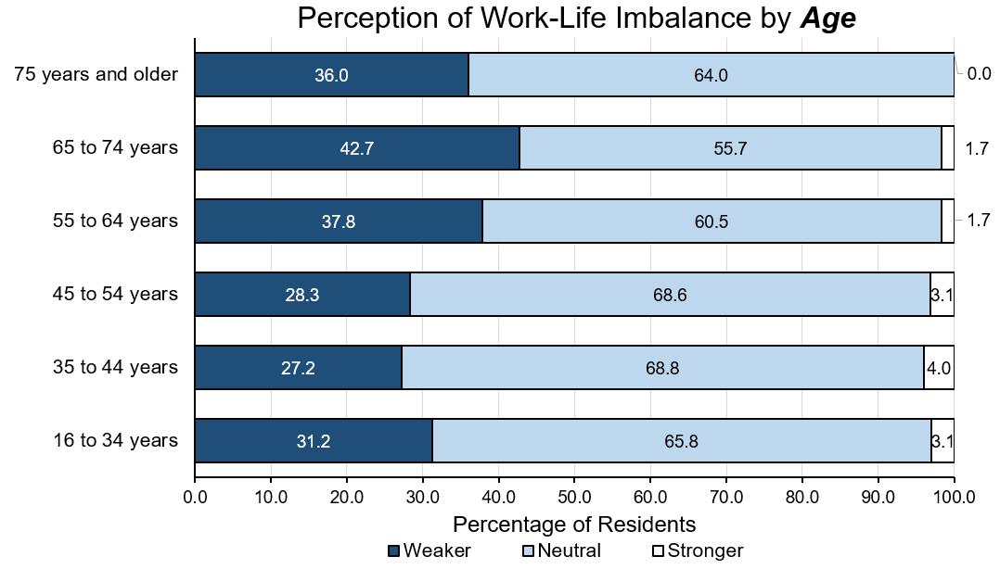 Perception of Work-Life Imbalance by Age
75 years and older 36.0 64.0 0.0
65 to 74 years 42.7 55.7 1.7
55 to 64 years 37.8 60.5 1.7
45 to 54 years 28.3 68.6 3.1
35 to 44 years 27.2 68.8 4.0
16 to 34 years 31.2 65.8 3.1
0.0 10.0 20.0 30.0 40.0 50.0 60.0 70.0 80.0 90.0 100.0
Percentage of Residents
Weaker Neutral Stronger